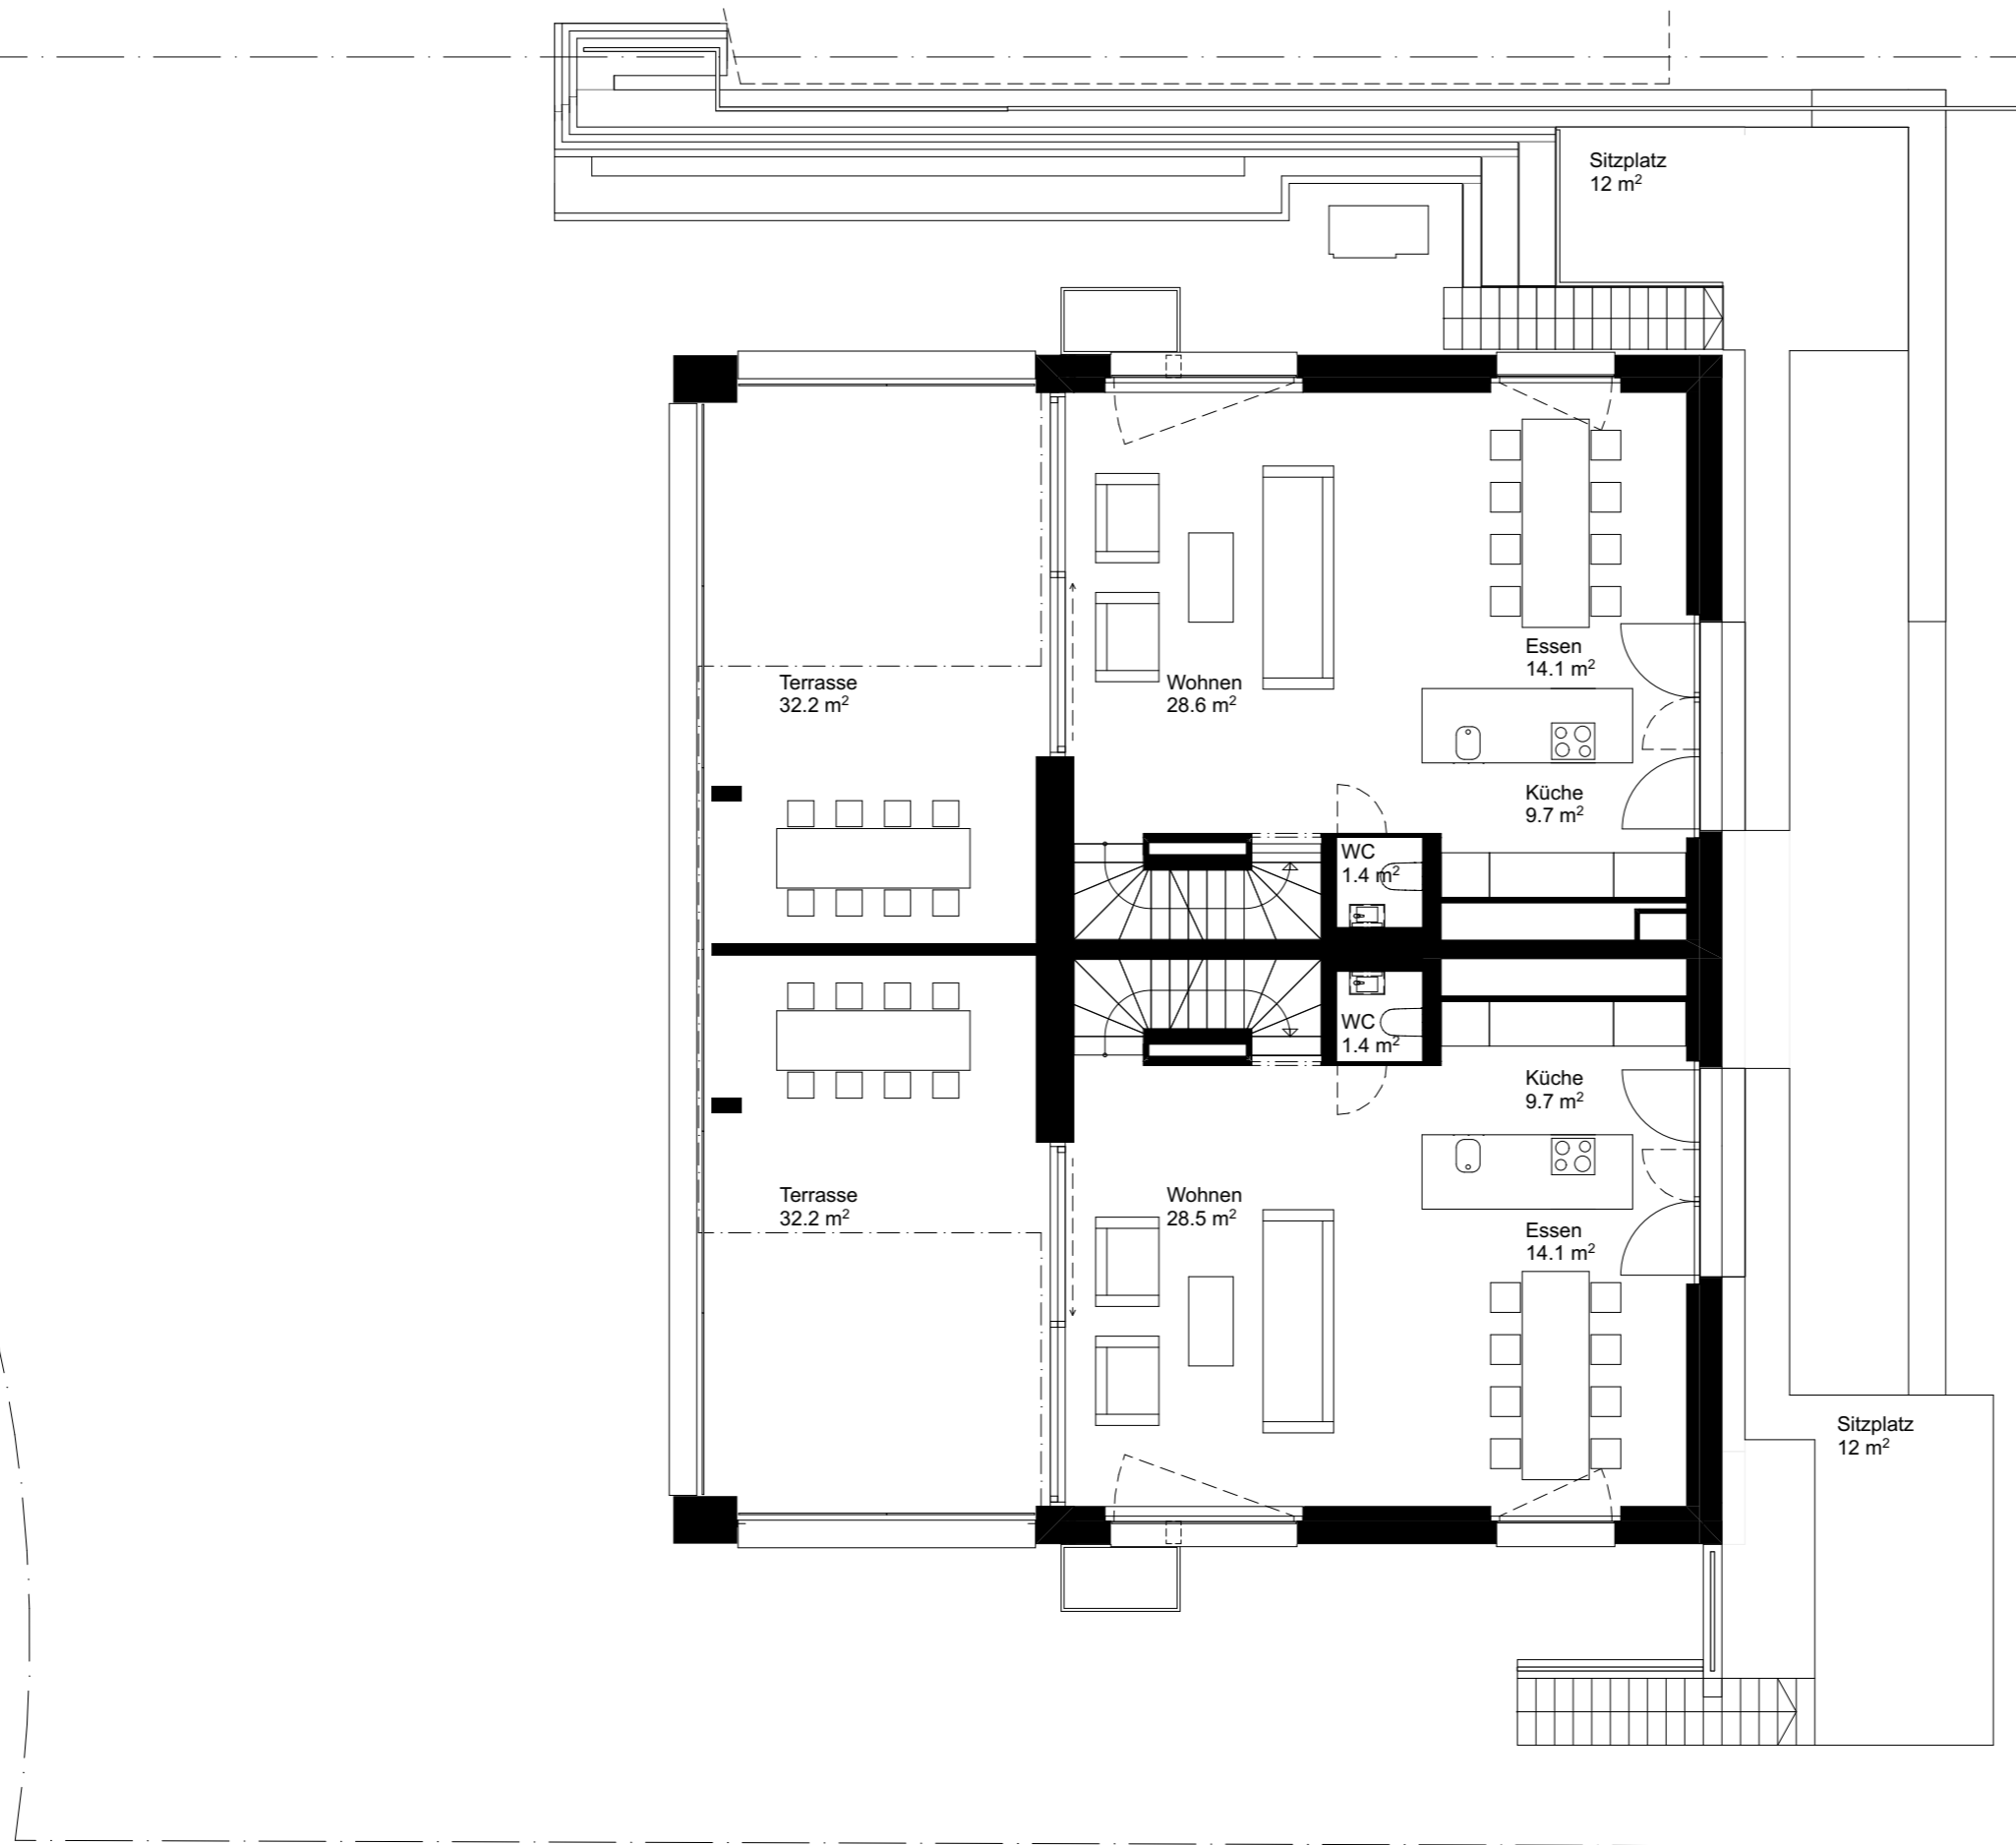 Sitzplatz
12 m²
Essen
14.1 m²
Terrasse
32.2 m²
Wohnen
28.6 m²
Küche
9.7 m²
WC
1.4 m²
WC
1.4 m²
Küche
9.7 m²
Terrasse
32.2 m²
Wohnen
28.5 m²
Essen
14.1 m²
Sitzplatz
12 m²